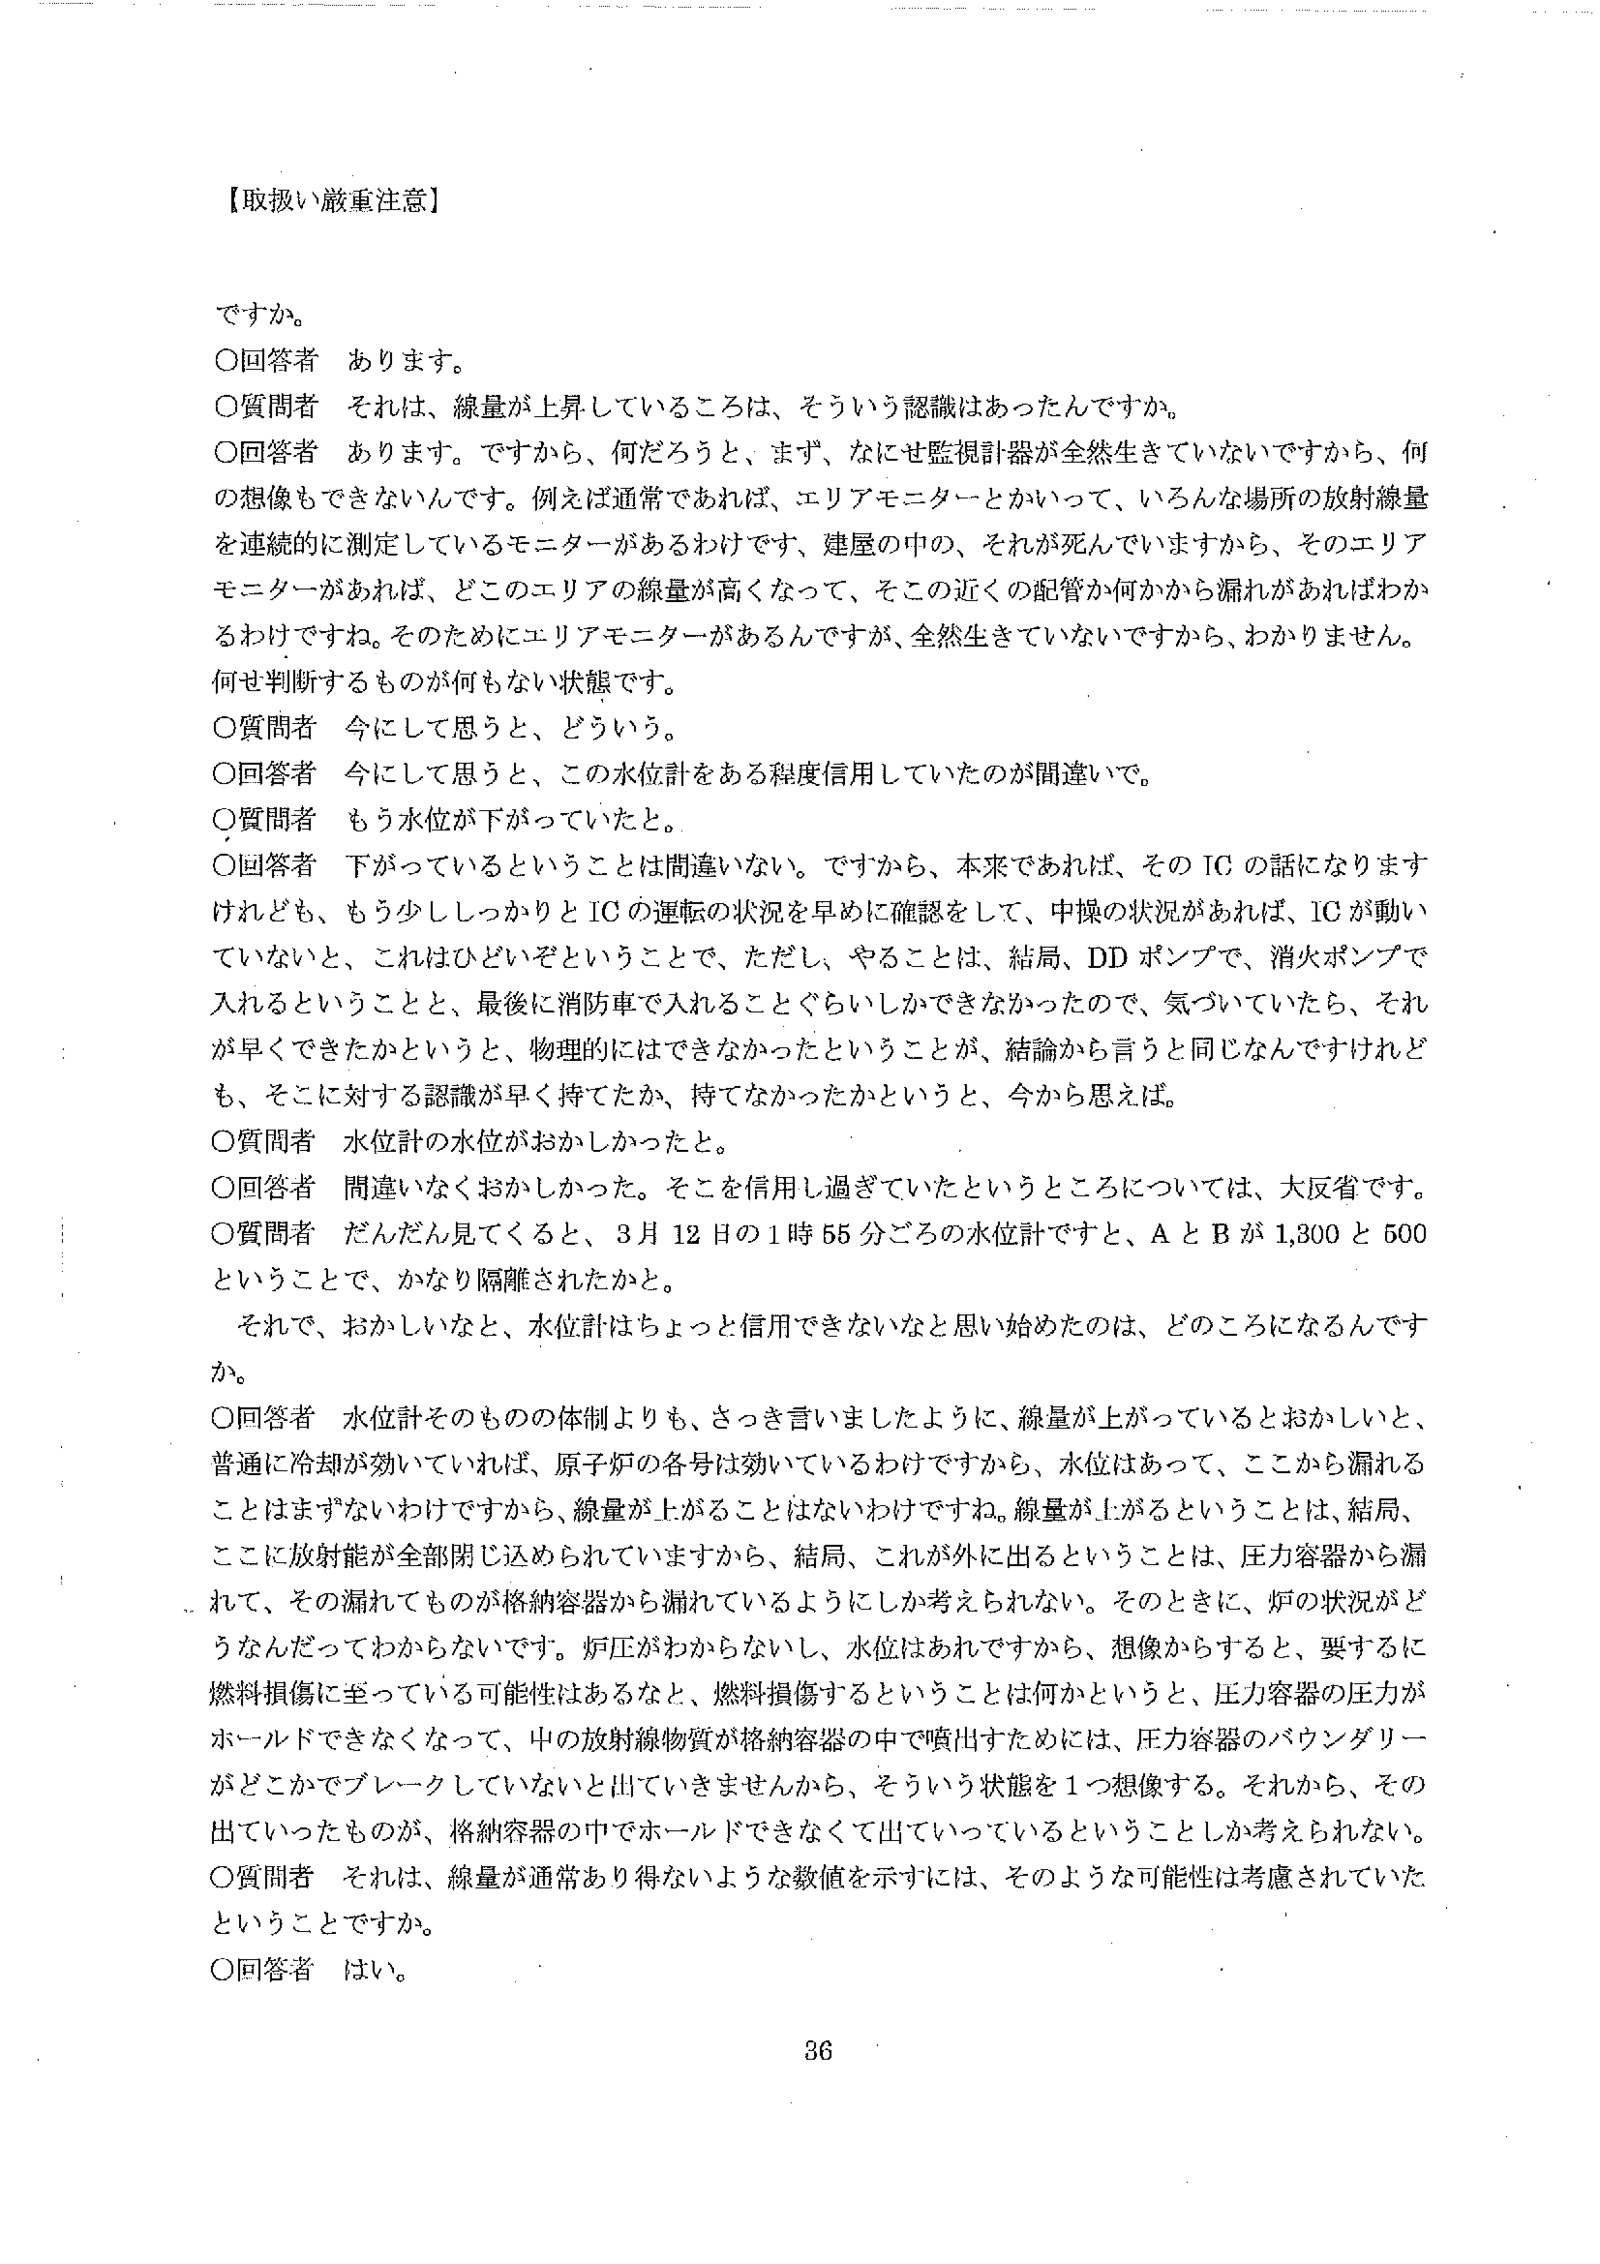 【取扱い厳重注意】
ですか。
○回答者　あります。
○質問者　それは、線量が上昇しているころは、そういう認識はあったんですか。
○回答者　あります。ですから、何だろうと、まず、なにせ監視計器が全然生きていないですから、何
の想像もできないんです。例えば通常であれば、エリアモニターとかいって、いろんな場所の放射線量
を連続的に測定しているモニターがあるわけです、建屋の中の、それが死んでいますから、そのエリア
モニターがあれば、どこのエリアの線量が高くなって、そこの近くの配管か何かから漏れがあればわか
るわけですね。そのためにエリアモニターがあるんですが、全然生きていないですから、わかりません。
何せ判断するものが何もない状態です。
○質問者　今にして思うと、どういう。
○回答者　今にして思うと、この水位計をある程度信用していたのが間違いで。
○質問者　もう水位が下がっていたと。
○回答者　下がっているということは間違いない。ですから、本来であれば、その IC の話になります
けれども、もう少ししっかりと IC の運転の状況を早めに確認をして、中操の状況があれば、IC が動い
ていないと、これはひどいぞということで、ただし、やることは、結局、DD ポンプで、消火ポンプで
入れるということと、最後に消防車で入れることぐらいしかできなかったので、気づいていたら、それ
が早くできたかというと、物理的にはできなかったということが、結論から言うと同じなんですけれど
も、そこに対する認識が早く持てたか、持てなかったかというと、今から思えば。
○質問者　水位計の水位がおかしかったと。
○回答者　間違いなくおかしかった。そこを信用し過ぎていたというところについては、大反省です。
○質問者　だんだん見てくると、3月 12 日の1時 55 分ごろの水位計ですと、A と B が 1,300 と 500
ということで、かなり隔離されたかと。
　それで、おかしいなと、水位計はちょっと信用できないなと思い始めたのは、どのころになるんです
か。
○回答者　水位計そのものの体制よりも、さっき言いましたように、線量が上がっているとおかしいと、
普通に冷却が効いていれば、原子炉の各号は効いているわけですから、水位はあって、ここから漏れる
ことはまずないわけですから、線量が上がることはないわけですね。線量が上がるということは、結局、
ここに放射能が全部閉じ込められていますから、結局、これが外に出るということは、圧力容器から漏
れて、その漏れてものが格納容器から漏れているようにしか考えられない。そのときに、炉の状況がど
うなんだってわからないです。炉圧がわからないし、水位はあれですから、想像からすると、要するに
燃料損傷に至っている可能性はあるなと、燃料損傷するということは何かというと、圧力容器の圧力が
ホールドできなくなって、中の放射線物質が格納容器の中で噴出すためには、圧力容器のバウンダリー
がどこかでブレークしていないと出ていきませんから、そういう状態を1つ想像する。それから、その
出ていったものが、格納容器の中でホールドできなくて出ていっているということしか考えられない。
○質問者　それは、線量が通常あり得ないような数値を示すには、そのような可能性は考慮されていた
ということですか。
○回答者　はい。
36